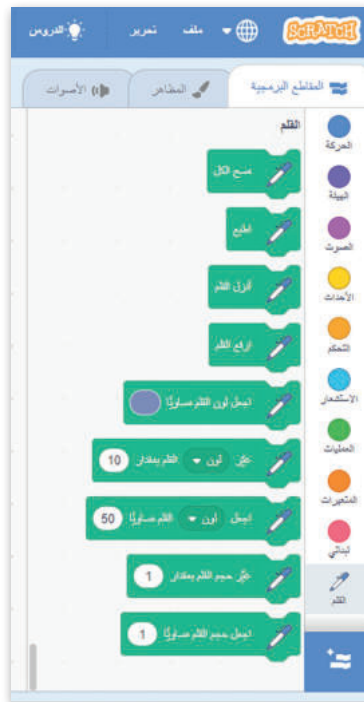 SCRATCH ملف تحرير الدروس
المقاطع البرمجية المظاهر الأصوات
القلم
الحركة
الهيئة
الصوت
الأحداث
التحكم
الاستشعار
العمليات
المتغيرات
لبناتي
القلم
مسح الكل
اطبع
أنزل القلم
ارفع القلم
اجعل لون القلم مساويًا
غيّر لون القلم بمقدار 10
اجعل لون القلم مساويًا 50
غيّر حجم القلم بمقدار 1
اجعل حجم القلم مساويًا 1